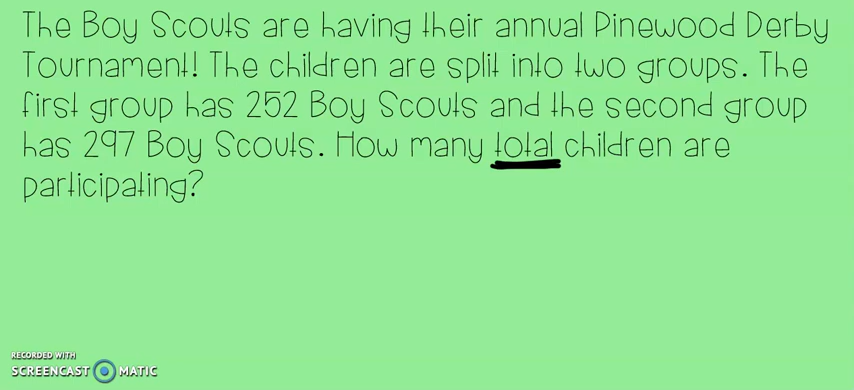 The Boy Scouts are having their annual Pinewood Derby
Tournament! The children are split into two groups. The
first group has 252 Boy Scouts and the second group
has 297 Boy Scouts. How many total children are
participating?
RECORDED WITH
SCREENCAST MATIC